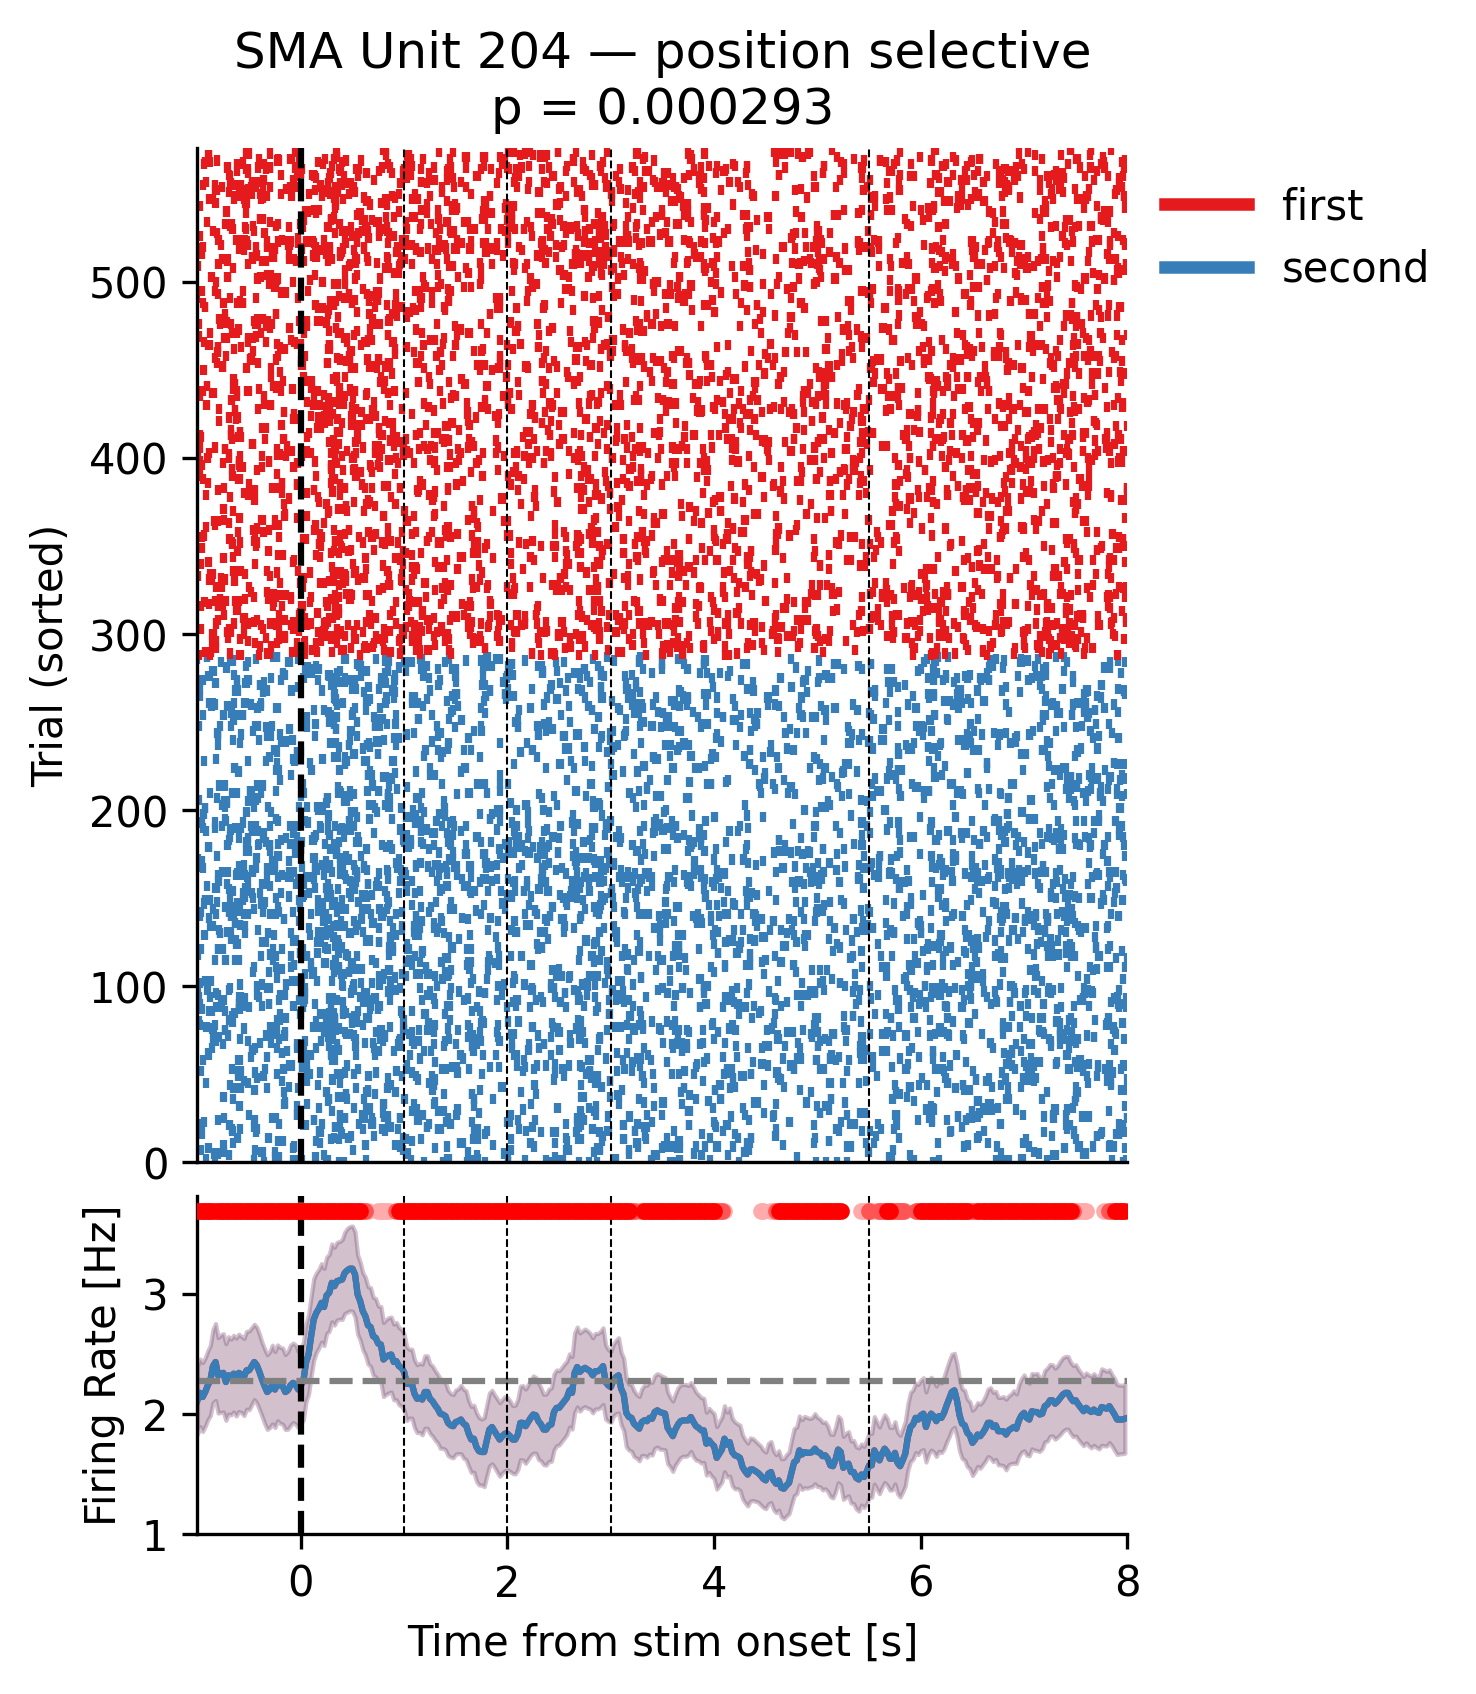 SMA Unit 204 — position selective
p = 0.000293
first
second
Trial (sorted)
500
400
300
200
100
0
Firing Rate [Hz]
3
2
1
0
2
4
6
8
Time from stim onset [s]